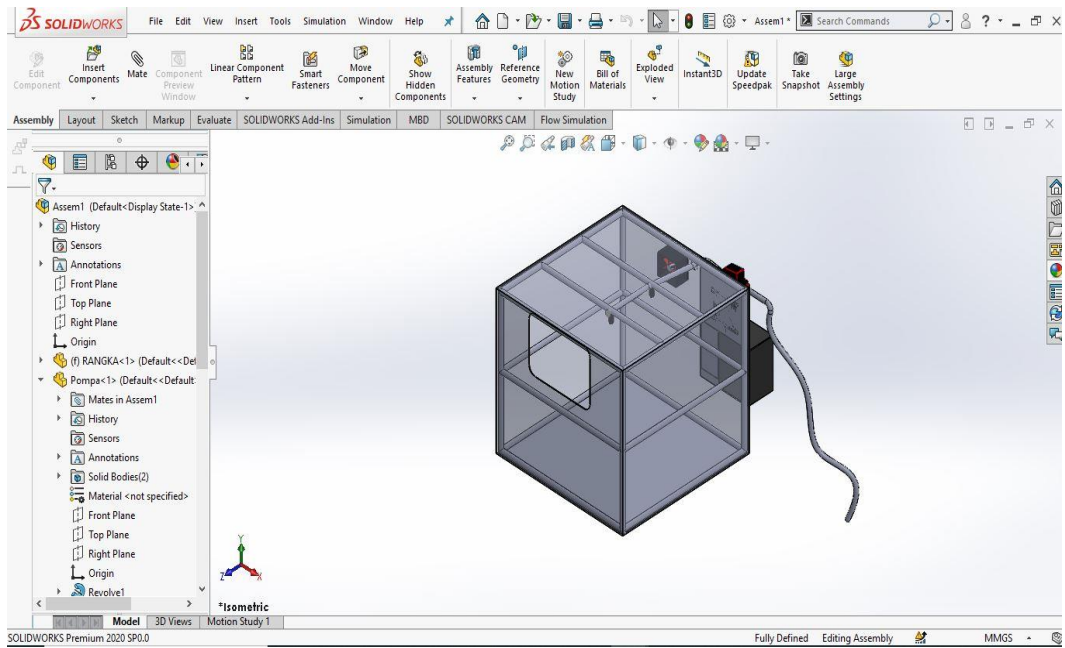 SOLIDWORKS File Edit View Insert Tools Simulation Window Help Assem1 * Search Commands ?
Edit Component
Insert Components
Mate
Component Preview Window
Linear Component Pattern
Smart Fasteners
Move Component
Show Hidden Components
Assembly Features
Reference Geometry
New Motion Study
Bill of Materials
Exploded View
Instant3D
Update Speedpak
Take Snapshot
Large Assembly Settings
Assembly Layout Sketch Markup Evaluate SOLIDWORKS Add-Ins Simulation MBD SOLIDWORKS CAM Flow Simulation
Assem1 (Default<Display State-1>
History
Sensors
Annotations
Front Plane
Top Plane
Right Plane
Origin
(f) RANGKA<1> (Default<<Def
Pompa<1> (Default<<Default
Mates in Assem1
History
Sensors
Annotations
Solid Bodies(2)
Material <not specified>
Front Plane
Top Plane
Right Plane
Origin
Revolve1
Y
Z X
*Isometric
Model 3D Views Motion Study 1
SOLIDWORKS Premium 2020 SP0.0 Fully Defined Editing Assembly MMGS